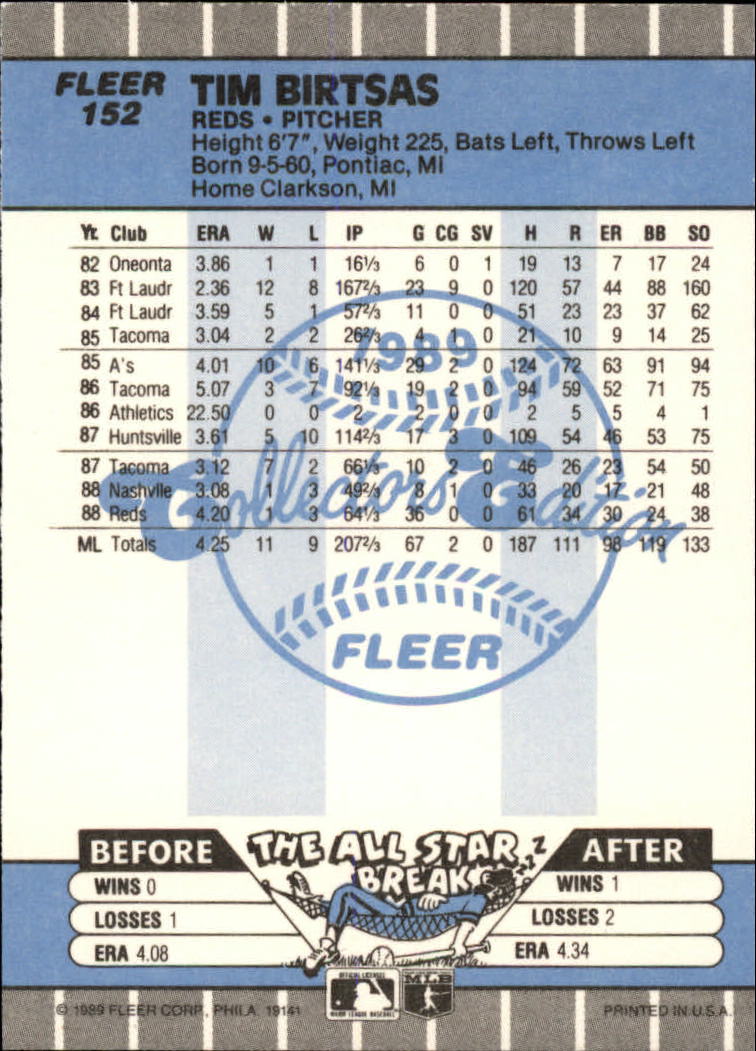 FLEER
152
TIM BIRTSAS
REDS • PITCHER
Height 6'7", Weight 225, Bats Left, Throws Left
Born 9-5-60, Pontiac, MI
Home Clarkson, MI
Yr. Club ERA W L IP G CG SV H R ER BB SO
82 Oneonta 3.86 1 1 16⅓ 6 0 1 19 13 7 17 24
83 Ft Laudr 2.36 12 8 167⅔ 23 9 0 120 57 44 88 160
84 Ft Laudr 3.59 5 1 57⅔ 11 0 0 51 23 23 37 62
85 Tacoma 3.04 2 2 26⅔ 4 1 0 21 10 9 14 25
85 A's 4.01 10 6 141⅓ 29 2 0 124 72 63 91 94
86 Tacoma 5.07 3 7 92⅓ 19 2 0 94 59 52 71 75
86 Athletics 22.50 0 0 2 2 0 0 2 5 5 4 1
87 Huntsville 3.61 5 10 114⅔ 17 3 0 109 54 46 53 75
87 Tacoma 3.12 7 2 66⅓ 10 2 0 46 26 23 54 50
88 Nashvlle 3.08 1 3 49⅔ 8 1 0 33 20 17 21 48
88 Reds 4.20 1 3 64⅓ 36 0 0 61 34 30 24 38
ML Totals 4.25 11 9 207⅔ 67 2 0 187 111 98 119 133
1989
Collectors Edition
FLEER
BEFORE THE ALL STAR BREAK ZZZ AFTER
WINS 0 WINS 1
LOSSES 1 LOSSES 2
ERA 4.08 ERA 4.34
OFFICIAL LICENSEE
MAJOR LEAGUE BASEBALL
MLB
© 1989 FLEER CORP., PHILA. 19141 PRINTED IN U.S.A.